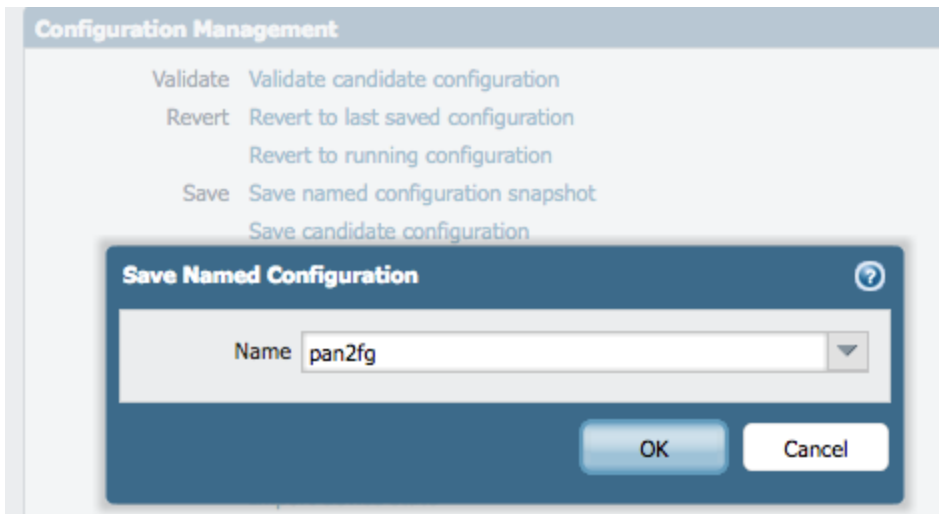 Configuration Management
Validate Validate candidate configuration
Revert Revert to last saved configuration
Revert to running configuration
Save Save named configuration snapshot
Save candidate configuration
Save Named Configuration
Name pan2fg
OK Cancel